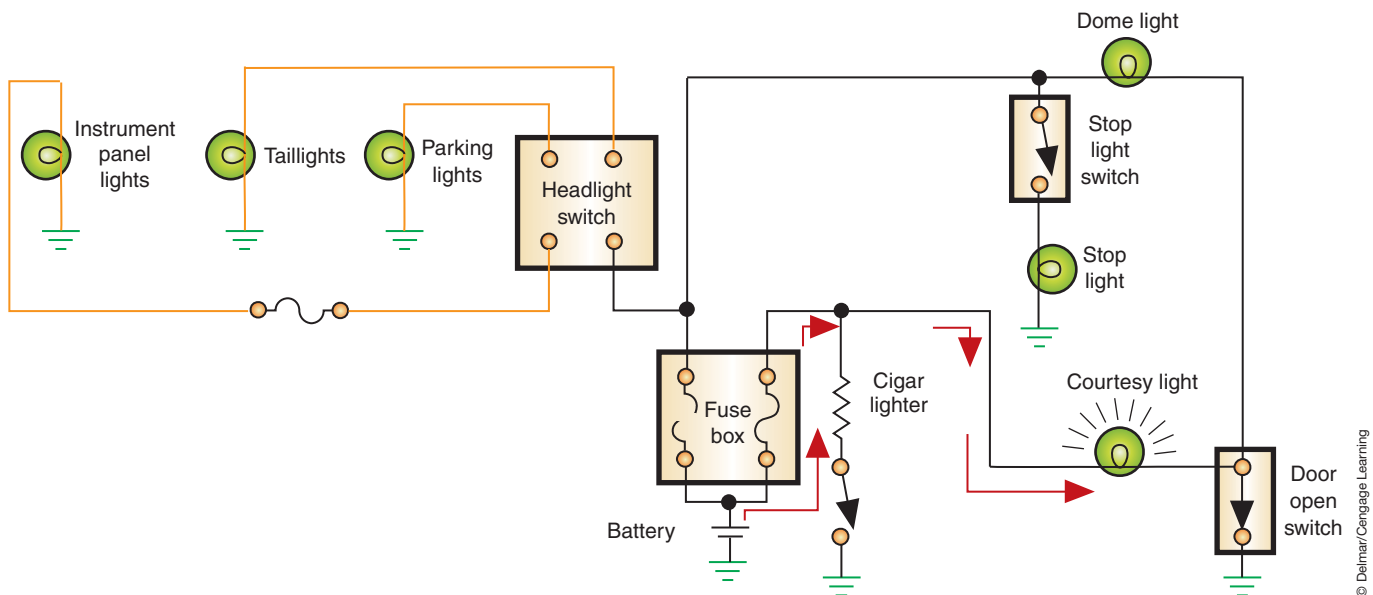 Dome light
Instrument
panel
lights
Taillights
Parking
lights
Headlight
switch
Stop
light
switch
Stop
light
Fuse
box
Cigar
lighter
Courtesy light
Battery
Door
open
switch
© Delmar/Cengage Learning